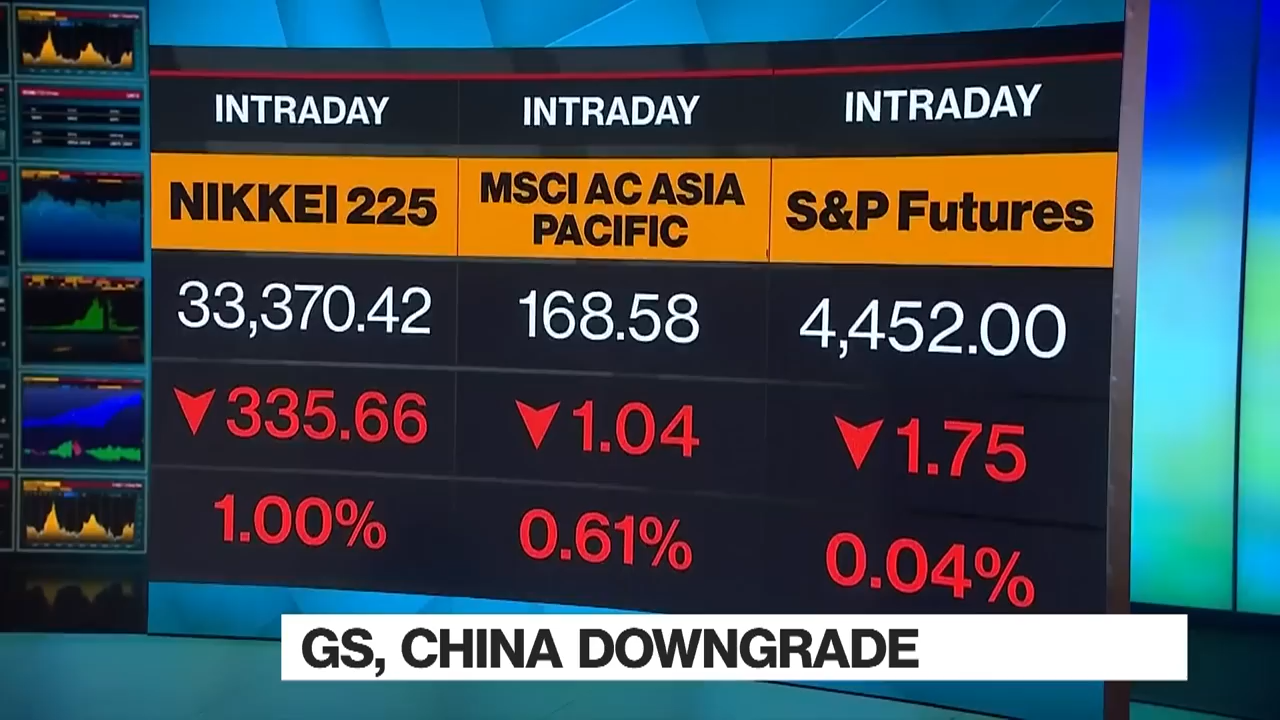 INTRADAY INTRADAY INTRADAY
NIKKEI 225 MSCI AC ASIA PACIFIC S&P Futures
33,370.42 168.58 4,452.00
▼335.66 ▼1.04 ▼1.75
1.00% 0.61% 0.04%
GS, CHINA DOWNGRADE